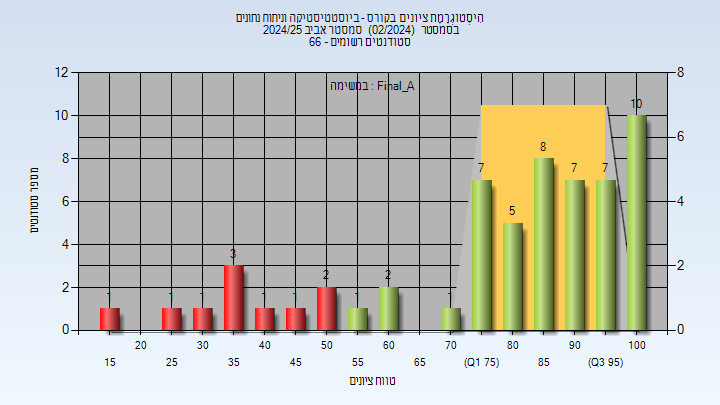 היסטוגרמת ציונים בקורס - ביוסטטיסטיקה וניתוח נתונים
בסמסטר (02/2024) סמסטר אביב 2024/25
סטודנטים רשומים - 66
במשימה : Final_A
12 10 8 6 4 2 0
8 6 4 2 0
מספר סטודנטים
1 1 1 3 1 1 2 1 2 1 7 5 8 7 7 10
20 30 40 50 60 70 80 90 100
15 25 35 45 55 65 (Q1 75) 85 (Q3 95)
טווח ציונים